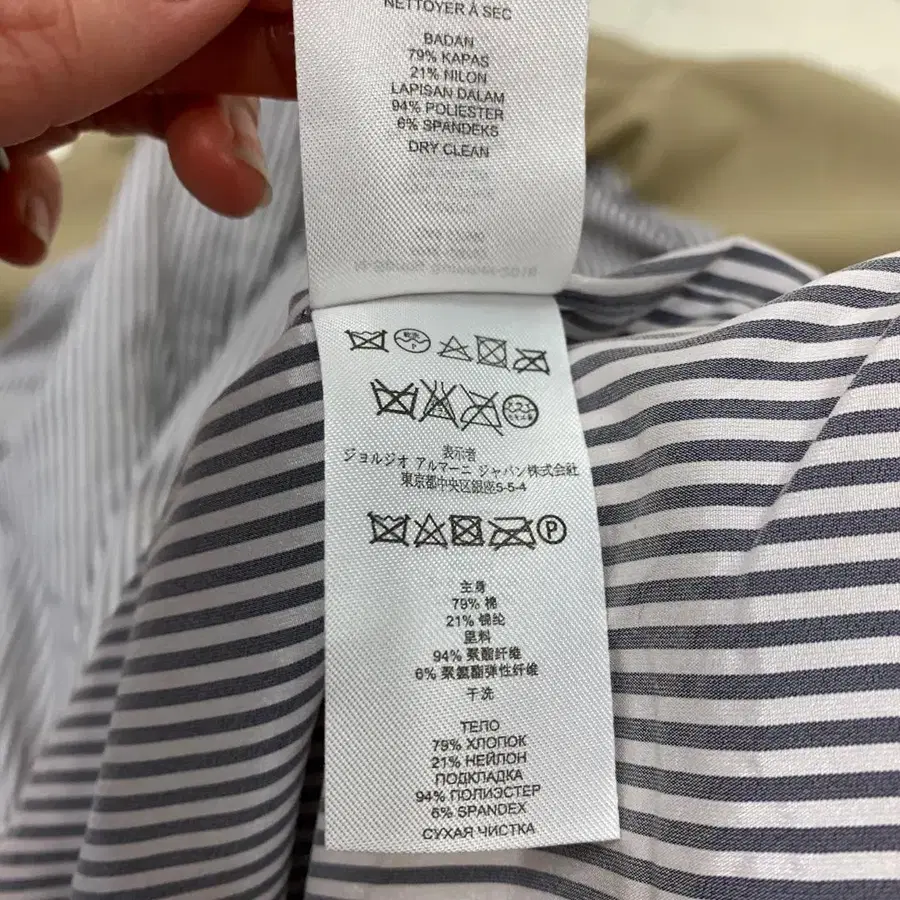 NETTOYER À SEC
BADAN
79% KAPAS
21% NILON
LAPISAN DALAM
94% POLIESTER
6% SPANDEKS
DRY CLEAN
表示者
ジョルジオ アルマーニ ジャパン株式会社
東京都中央区銀座5-5-4
P
主身
79% 棉
21% 锦纶
里料
94% 聚酯纤维
6% 聚氨酯弹性纤维
干洗
ТЕЛО
79% ХЛОПОК
21% НЕЙЛОН
ПОДКЛАДКА
94% ПОЛИЭСТЕР
6% SPANDEX
СУХАЯ ЧИСТКА